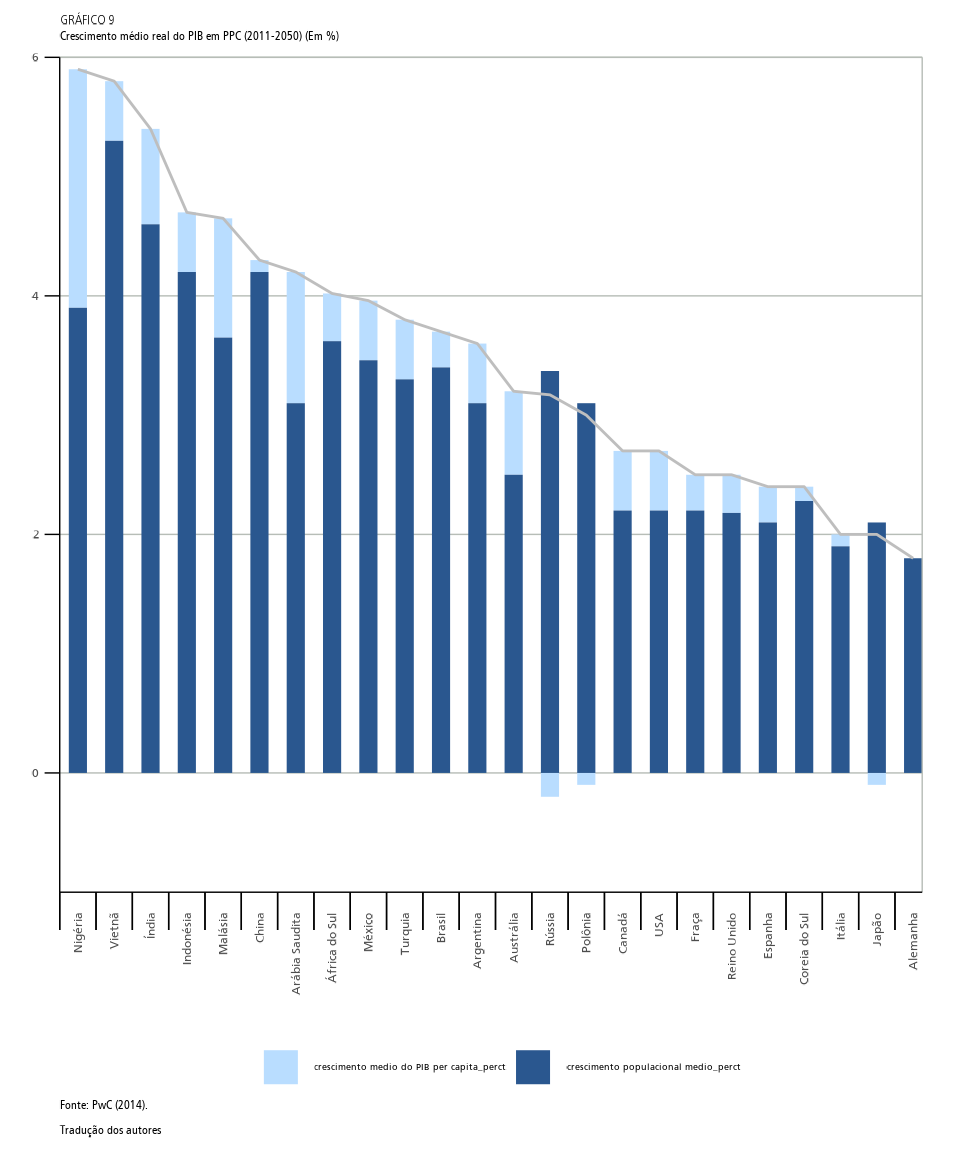 GRÁFICO 9
Crescimento médio real do PIB em PPC (2011-2050) (Em %)
6
4
2
0
Nigéria
Vietnã
Índia
Indonésia
Malásia
China
Arábia Saudita
África do Sul
México
Turquia
Brasil
Argentina
Austrália
Rússia
Polônia
Canadá
USA
Fraça
Reino Unido
Espanha
Coreia do Sul
Itália
Japão
Alemanha
crescimento medio do PIB per capita_perct
crescimento populacional medio_perct
Fonte: PwC (2014).
Tradução dos autores